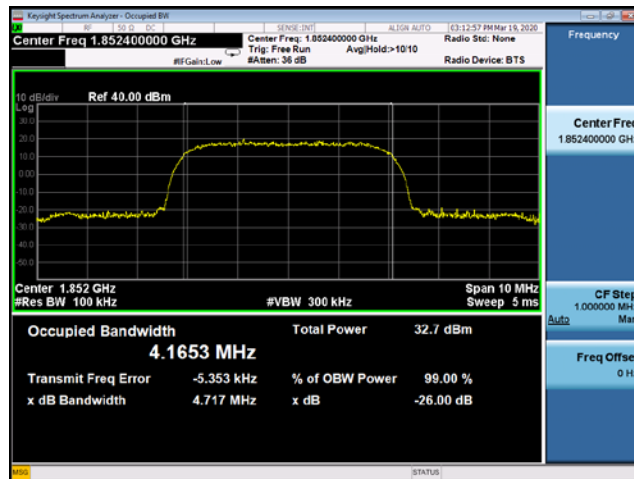 Keysight Spectrum Analyzer - Occupied BW
RF 50 Ω DC SENSE:INT ALIGN AUTO 03:12:57 PM Mar 19, 2020
Center Freq 1.852400000 GHz
Center Freq: 1.852400000 GHz
Radio Std: None
Trig: Free Run Avg|Hold:>10/10
#IFGain:Low #Atten: 36 dB Radio Device: BTS
Frequency
10 dB/div Ref 40.00 dBm
Log
30.0
20.0
10.0
0.00
-10.0
-20.0
-30.0
-40.0
-50.0
Center 1.852 GHz Span 10 MHz
#Res BW 100 kHz #VBW 300 kHz Sweep 5 ms
Occupied Bandwidth Total Power 32.7 dBm
4.1653 MHz
Transmit Freq Error -5.353 kHz % of OBW Power 99.00 %
x dB Bandwidth 4.717 MHz x dB -26.00 dB
Center Fre
1.852400000 GH
CF Step
1.000000 MH
Auto Ma
Freq Offse
0 H
MSG STATUS